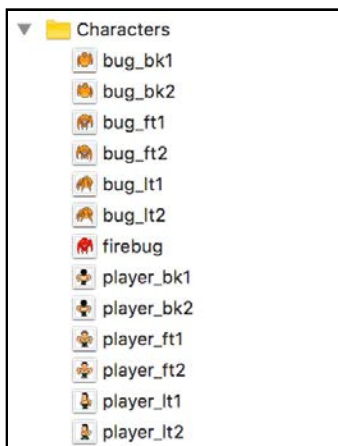 Characters
bug_bk1
bug_bk2
bug_ft1
bug_ft2
bug_lt1
bug_lt2
firebug
player_bk1
player_bk2
player_ft1
player_ft2
player_lt1
player_lt2